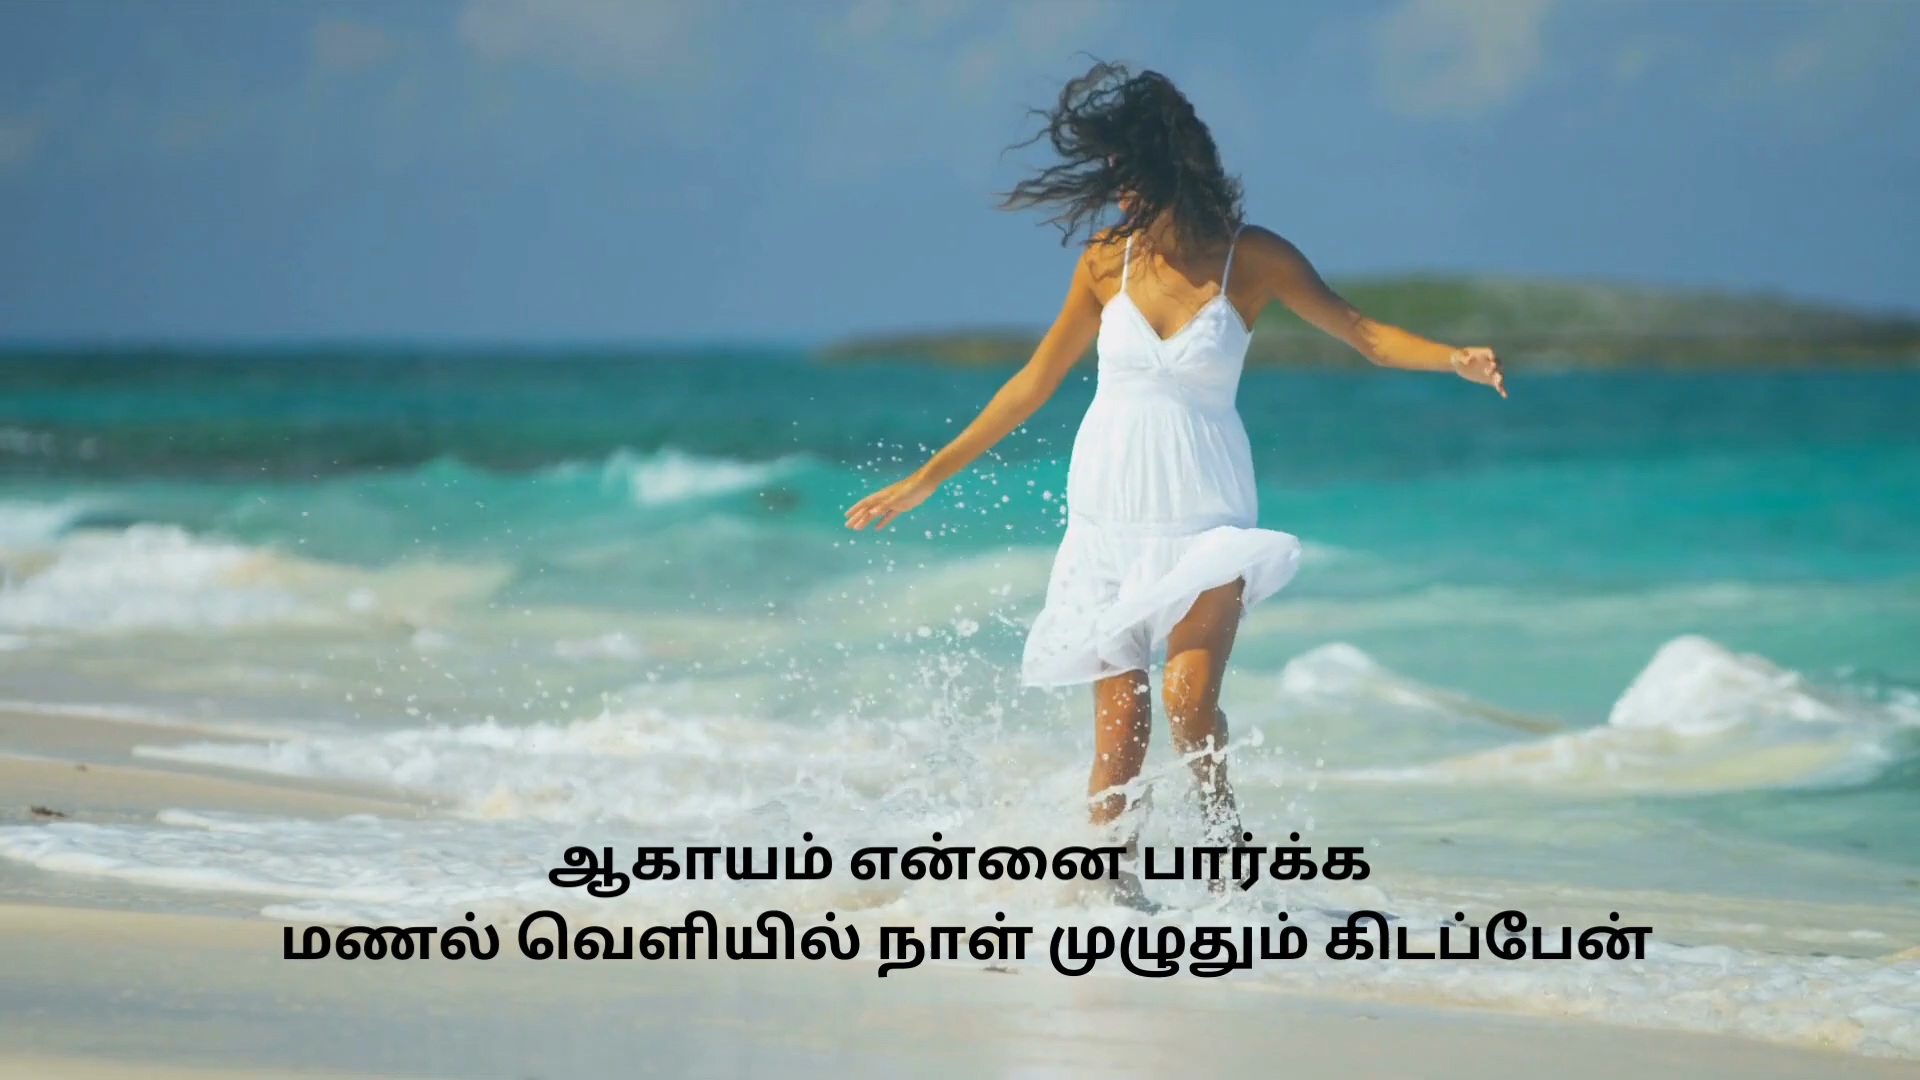 ஆகாயம் என்னை பார்க்க
மணல் வெளியில் நாள் முழுதும் கிடப்பேன்